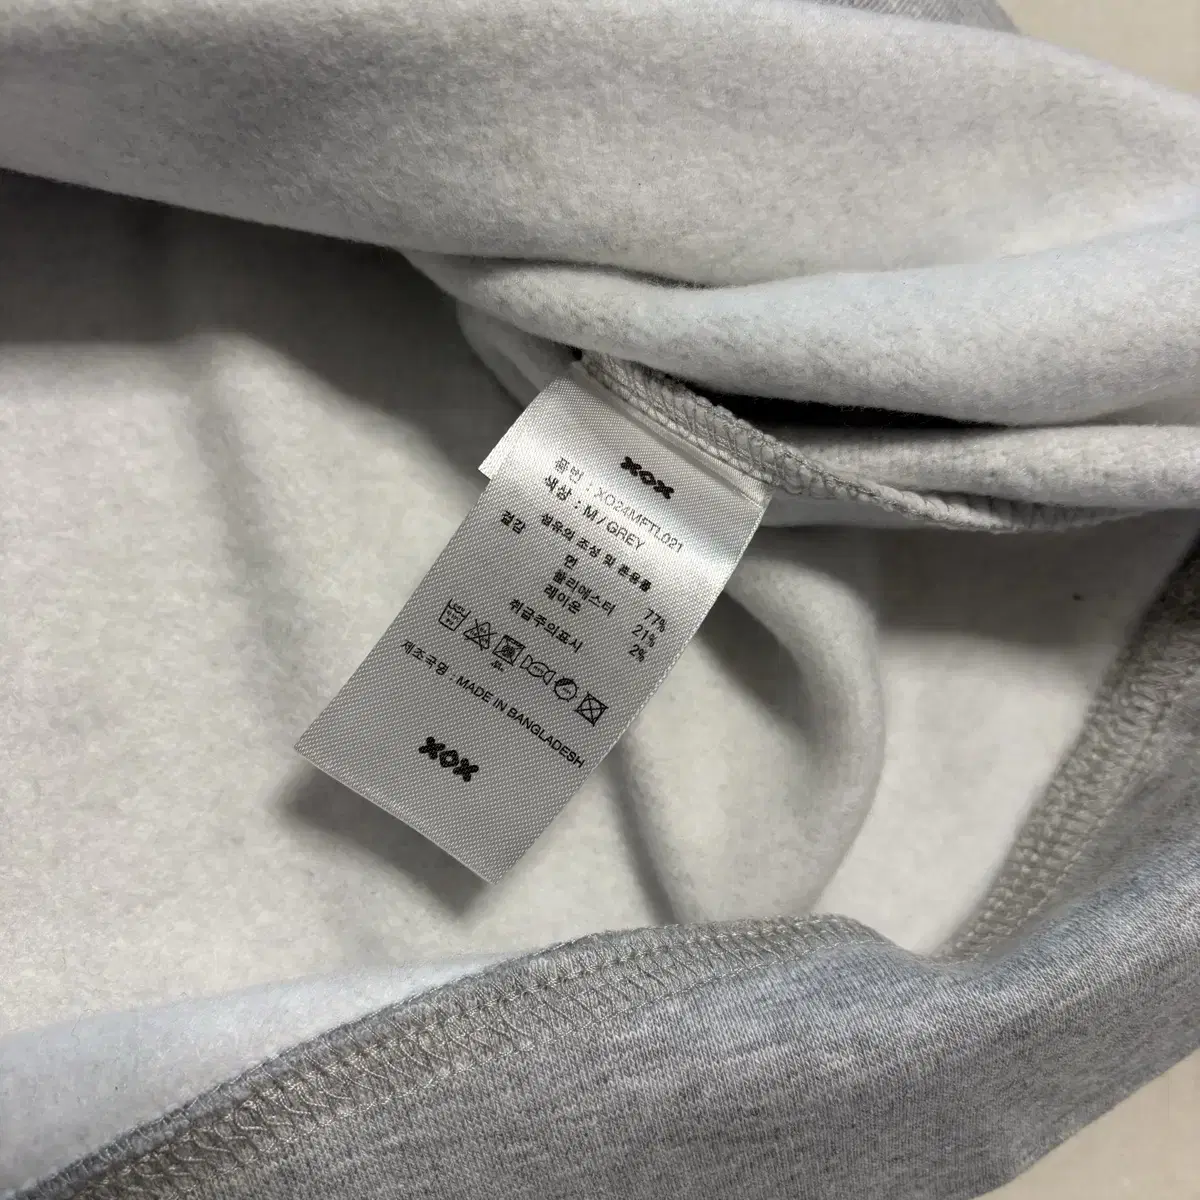 XOX
품번 : XO24MFTL021
색상 : M / GREY
섬유의 조성 및 혼용률
겉감 면 77%
폴리에스터 21%
레이온 2%
취급주의표시
제조국명 : MADE IN BANGLADESH
XOX